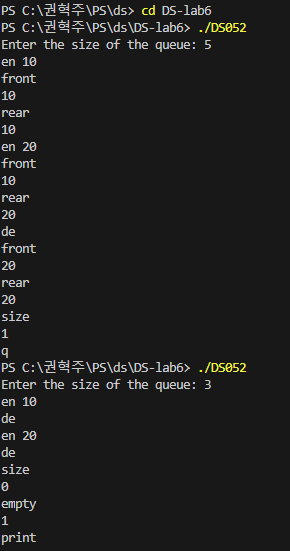 PS C:\권혁주\PS\ds> cd DS-lab6
PS C:\권혁주\PS\ds\DS-lab6> ./DS052
Enter the size of the queue: 5
en 10
front
10
rear
10
en 20
front
10
rear
20
de
front
20
rear
20
size
1
q
PS C:\권혁주\PS\ds\DS-lab6> ./DS052
Enter the size of the queue: 3
en 10
de
en 20
de
size
0
empty
1
print